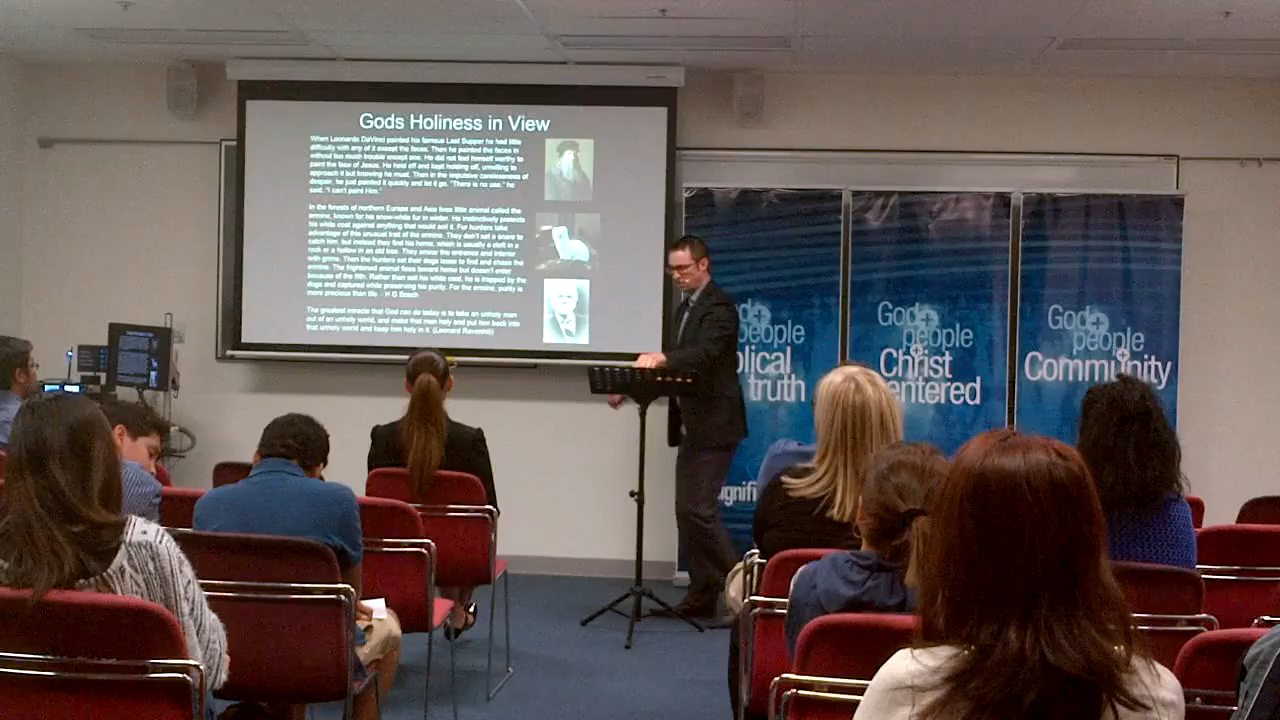 Gods Holiness in View
When Leonardo DaVinci painted his famous Last Supper he had little
difficulty with any of it except the faces. Then he painted the faces in
without too much trouble except one. He did not feel himself worthy to
paint the face of Jesus. He held off and kept holding off, unwilling to
approach it but knowing he must. Then in the impulsive carelessness of
despair, he just painted it quickly and let it go. "There is no use," he
said. "I can't paint Him."
In the forests of northern Europe and Asia lives little animal called the
ermine, known for his snow-white fur in winter. He instinctively protects
his white coat against anything that would soil it. Fur hunters take
advantage of this unusual trait of the ermine. They don't set a snare to
catch him, but instead they find his home, which is usually a cleft in a
rock or a hollow in an old tree. They smear the entrance and interior
with grime. Then the hunters set their dogs loose to find and chase the
ermine. The frightened animal flees toward home but doesn't enter
because of the filth. Rather than soil his white coat, he is trapped by the
dogs and captured while preserving his purity. For the ermine, purity is
more precious than life. - H G Bosch
The greatest miracle that God can do today is to take an unholy man
out of an unholy world, and make that man holy and put him back into
that unholy world and keep him holy in it. (Leonard Ravenhill)
God+
people
blical
truth
signifi
God+
people
Christ
entered
God+
people
Community